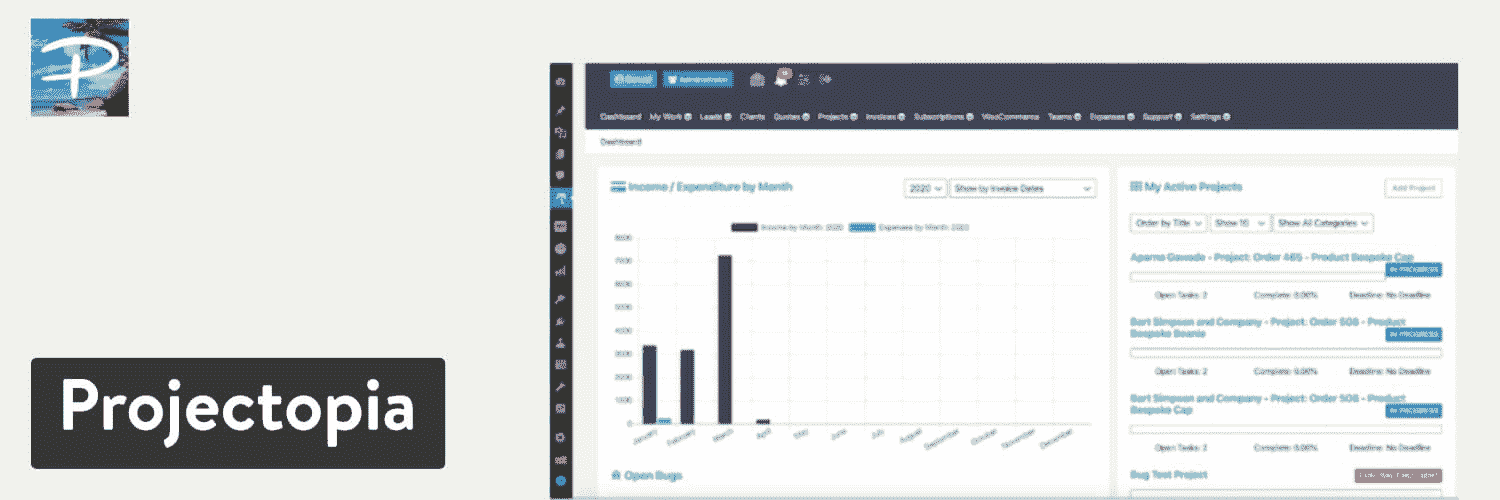 P
Administrator
Dashboard My Work Leads Clients Quotes Projects Invoices Subscriptions WooCommerce Teams Expenses Support Settings
Dashboard
Income / Expenditure by Month
2020 Show by Invoice Dates
Income by Month 2020 Expenses by Month 2020
8000
7000
6000
5000
4000
3000
2000
1000
0
January February March April May June July August September October November December
Open Bugs
My Active Projects Add Project
Order by Title Show 10 Show All Categories
Aparna Gawade - Project: Order 465 - Product Bespoke Cap
IN PROGRESS
Open Tasks: 2 Complete: 0.00% Deadline: No Deadline
Bart Simpson and Company - Project: Order 508 - Product
Bespoke Beanie IN PROGRESS
Open Tasks: 2 Complete: 0.00% Deadline: No Deadline
Bart Simpson and Company - Project: Order 508 - Product
Bespoke Cap IN PROGRESS
Open Tasks: 2 Complete: 0.00% Deadline: No Deadline
Bug Test Project
Projectopia